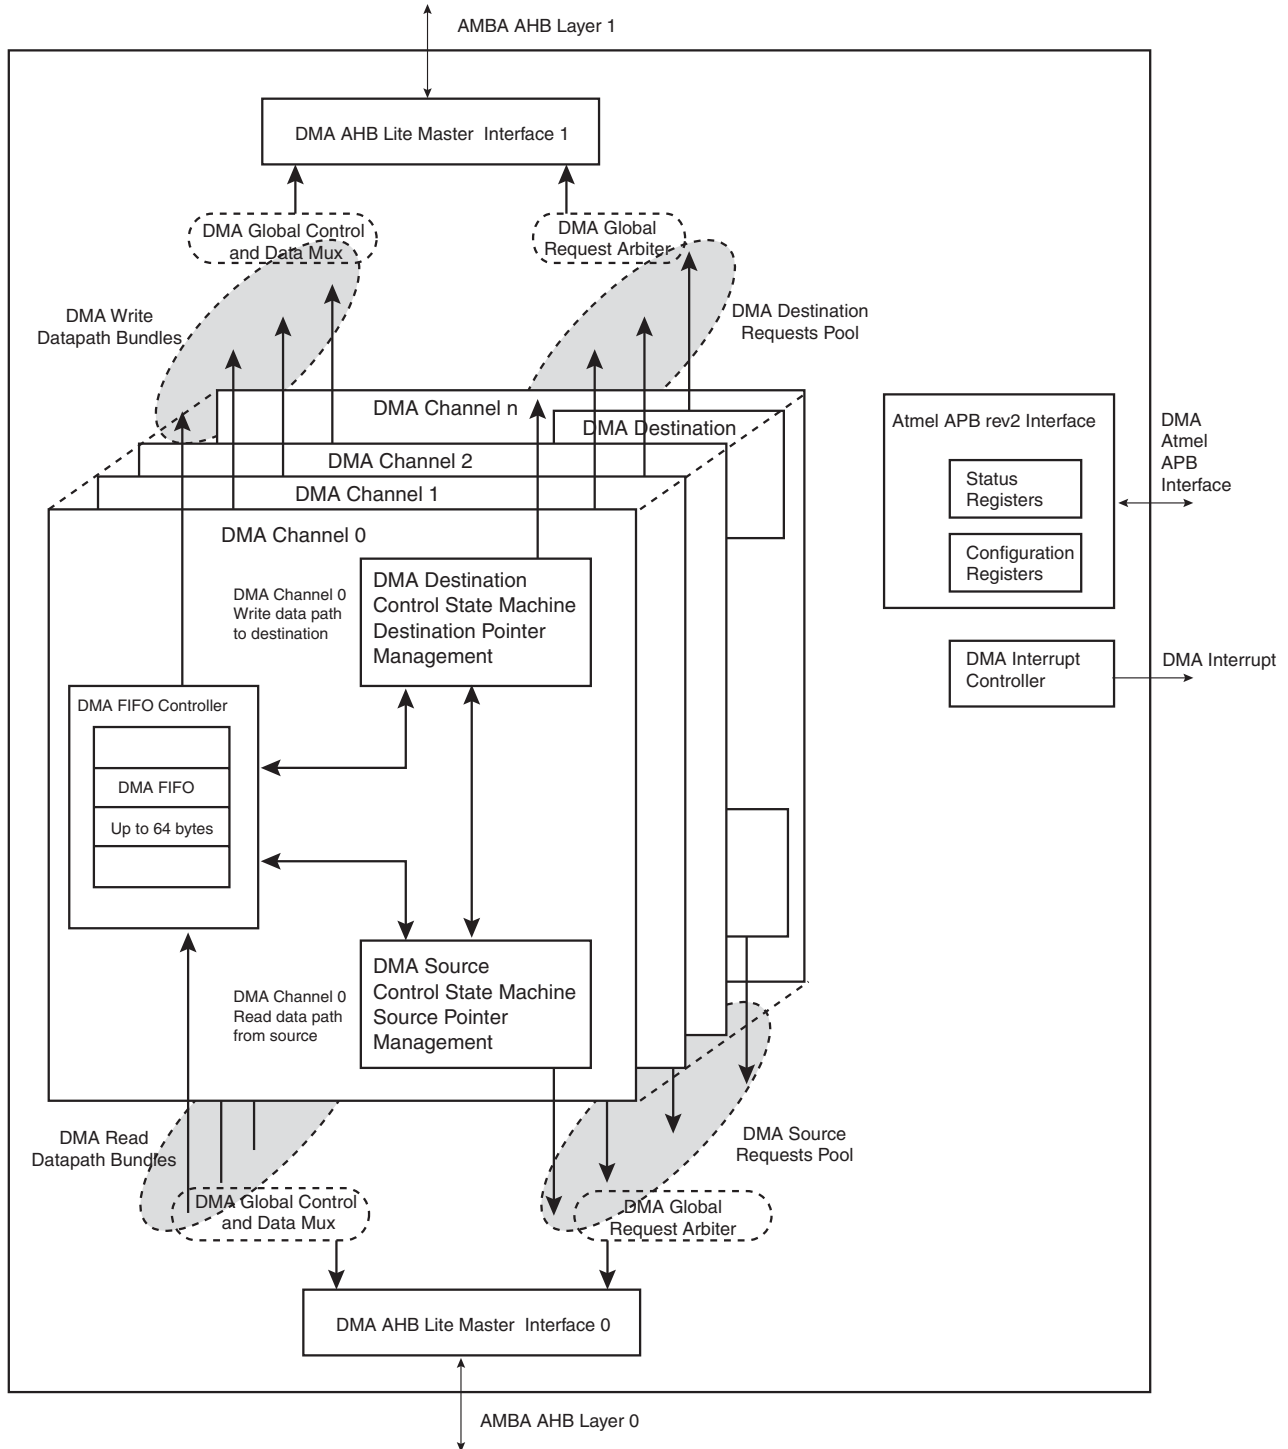 AMBA AHB Layer 1
DMA AHB Lite Master Interface 1
DMA Global Control
and Data Mux
DMA Global
Request Arbiter
DMA Write
Datapath Bundles
DMA Destination
Requests Pool
DMA Channel n
DMA Destination
DMA Channel 2
DMA Channel 1
DMA Channel 0
Atmel APB rev2 Interface
Status
Registers
Configuration
Registers
DMA
Atmel
APB
Interface
DMA Destination
Control State Machine
Destination Pointer
Management
DMA Channel 0
Write data path
to destination
DMA Interrupt
Controller
DMA Interrupt
DMA FIFO Controller
DMA FIFO
Up to 64 bytes
DMA Source
Control State Machine
Source Pointer
Management
DMA Channel 0
Read data path
from source
DMA Read
Datapath Bundles
DMA Source
Requests Pool
DMA Global Control
and Data Mux
DMA Global
Request Arbiter
DMA AHB Lite Master Interface 0
AMBA AHB Layer 0